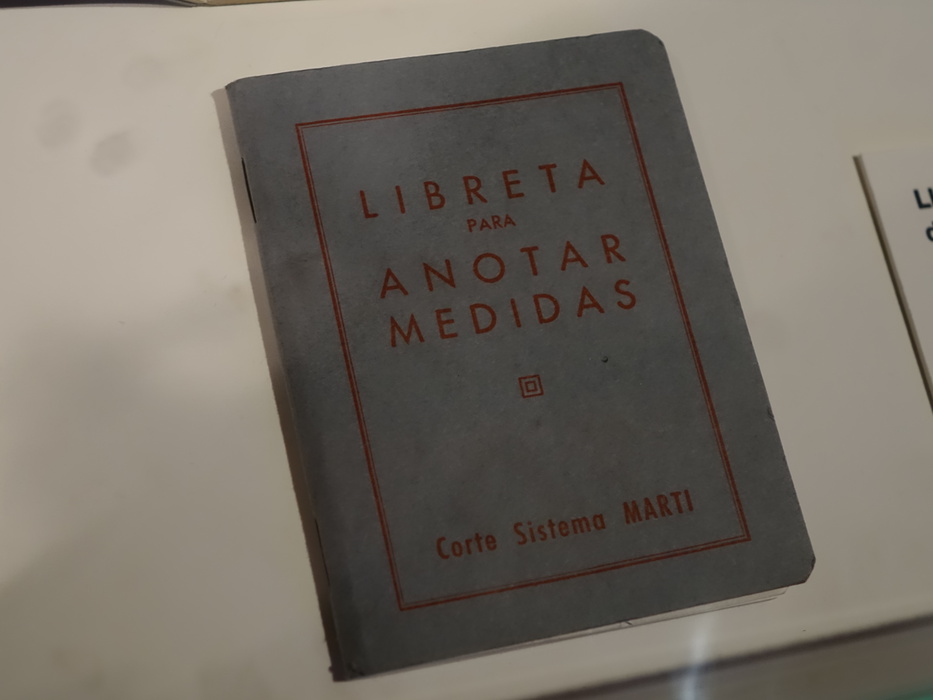 LIBRETA
PARA
ANOTAR
MEDIDAS
Corte Sistema MARTI